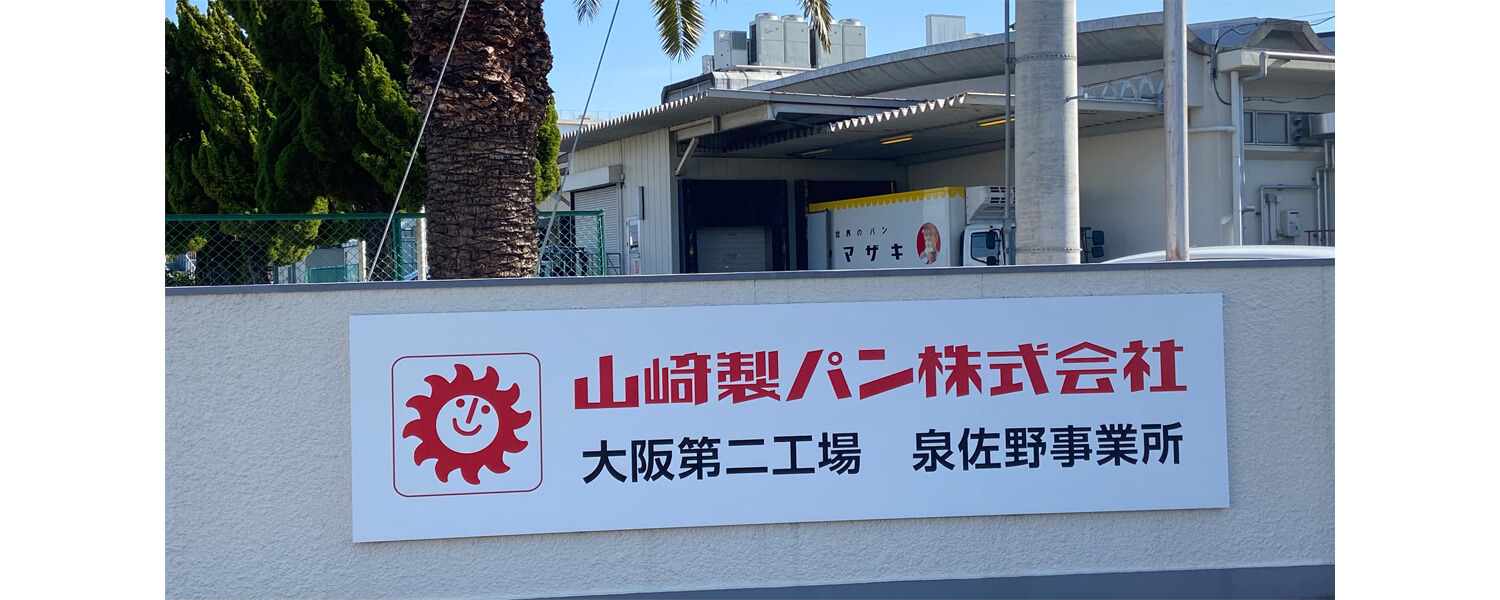 世界のパン
マザキ
山崎製パン株式会社
大阪第二工場 泉佐野事業所